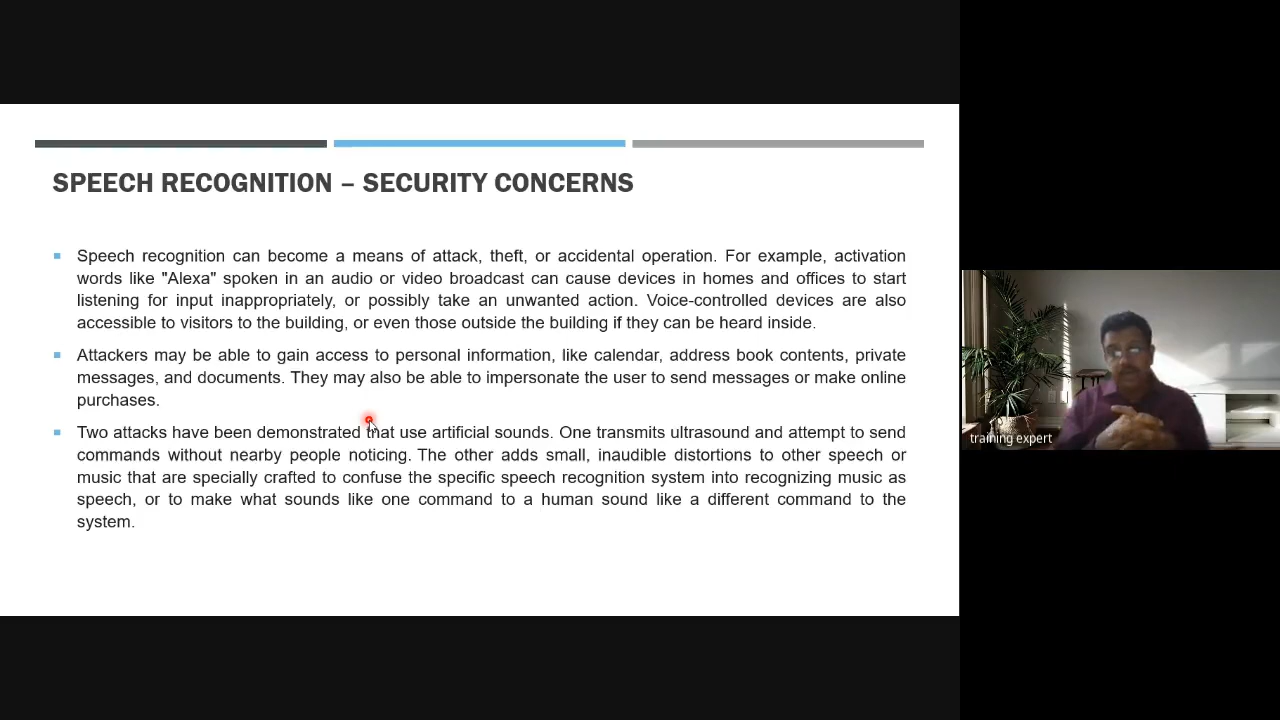 SPEECH RECOGNITION – SECURITY CONCERNS
Speech recognition can become a means of attack, theft, or accidental operation. For example, activation
words like "Alexa" spoken in an audio or video broadcast can cause devices in homes and offices to start
listening for input inappropriately, or possibly take an unwanted action. Voice-controlled devices are also
accessible to visitors to the building, or even those outside the building if they can be heard inside.
Attackers may be able to gain access to personal information, like calendar, address book contents, private
messages, and documents. They may also be able to impersonate the user to send messages or make online
purchases.
Two attacks have been demonstrated that use artificial sounds. One transmits ultrasound and attempt to send
commands without nearby people noticing. The other adds small, inaudible distortions to other speech or
music that are specially crafted to confuse the specific speech recognition system into recognizing music as
speech, or to make what sounds like one command to a human sound like a different command to the
system.
training expert